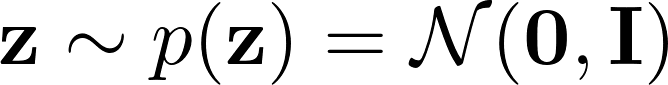 𝐳 ∼ p(𝐳) = 𝒩(𝟎, 𝐈)